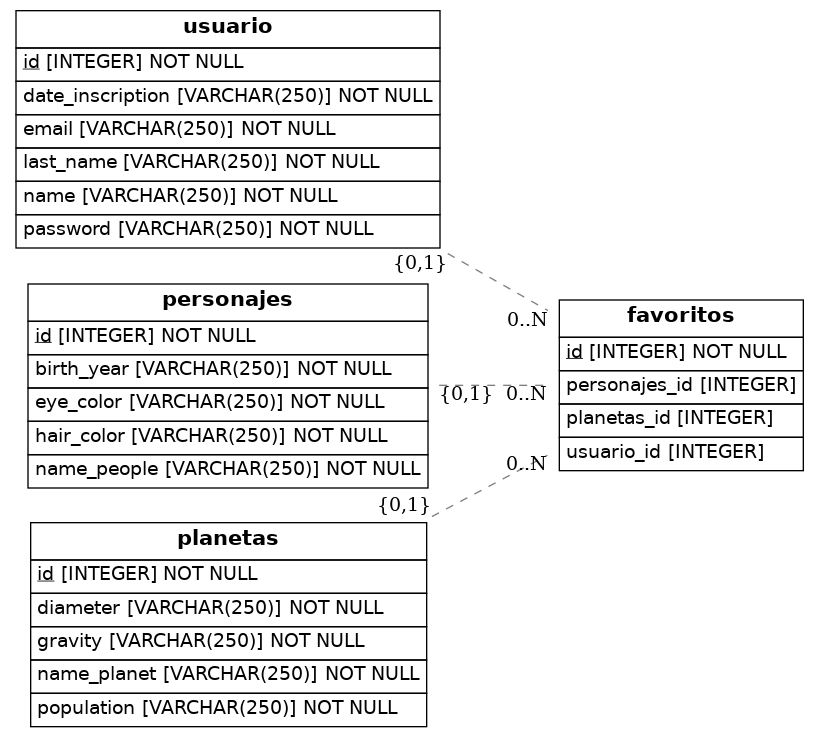 usuario
id [INTEGER] NOT NULL
date_inscription [VARCHAR(250)] NOT NULL
email [VARCHAR(250)] NOT NULL
last_name [VARCHAR(250)] NOT NULL
name [VARCHAR(250)] NOT NULL
password [VARCHAR(250)] NOT NULL
{0,1}
0..N
personajes
id [INTEGER] NOT NULL
birth_year [VARCHAR(250)] NOT NULL
eye_color [VARCHAR(250)] NOT NULL
hair_color [VARCHAR(250)] NOT NULL
name_people [VARCHAR(250)] NOT NULL
{0,1}
0..N
favoritos
id [INTEGER] NOT NULL
personajes_id [INTEGER]
planetas_id [INTEGER]
usuario_id [INTEGER]
0..N
{0,1}
planetas
id [INTEGER] NOT NULL
diameter [VARCHAR(250)] NOT NULL
gravity [VARCHAR(250)] NOT NULL
name_planet [VARCHAR(250)] NOT NULL
population [VARCHAR(250)] NOT NULL